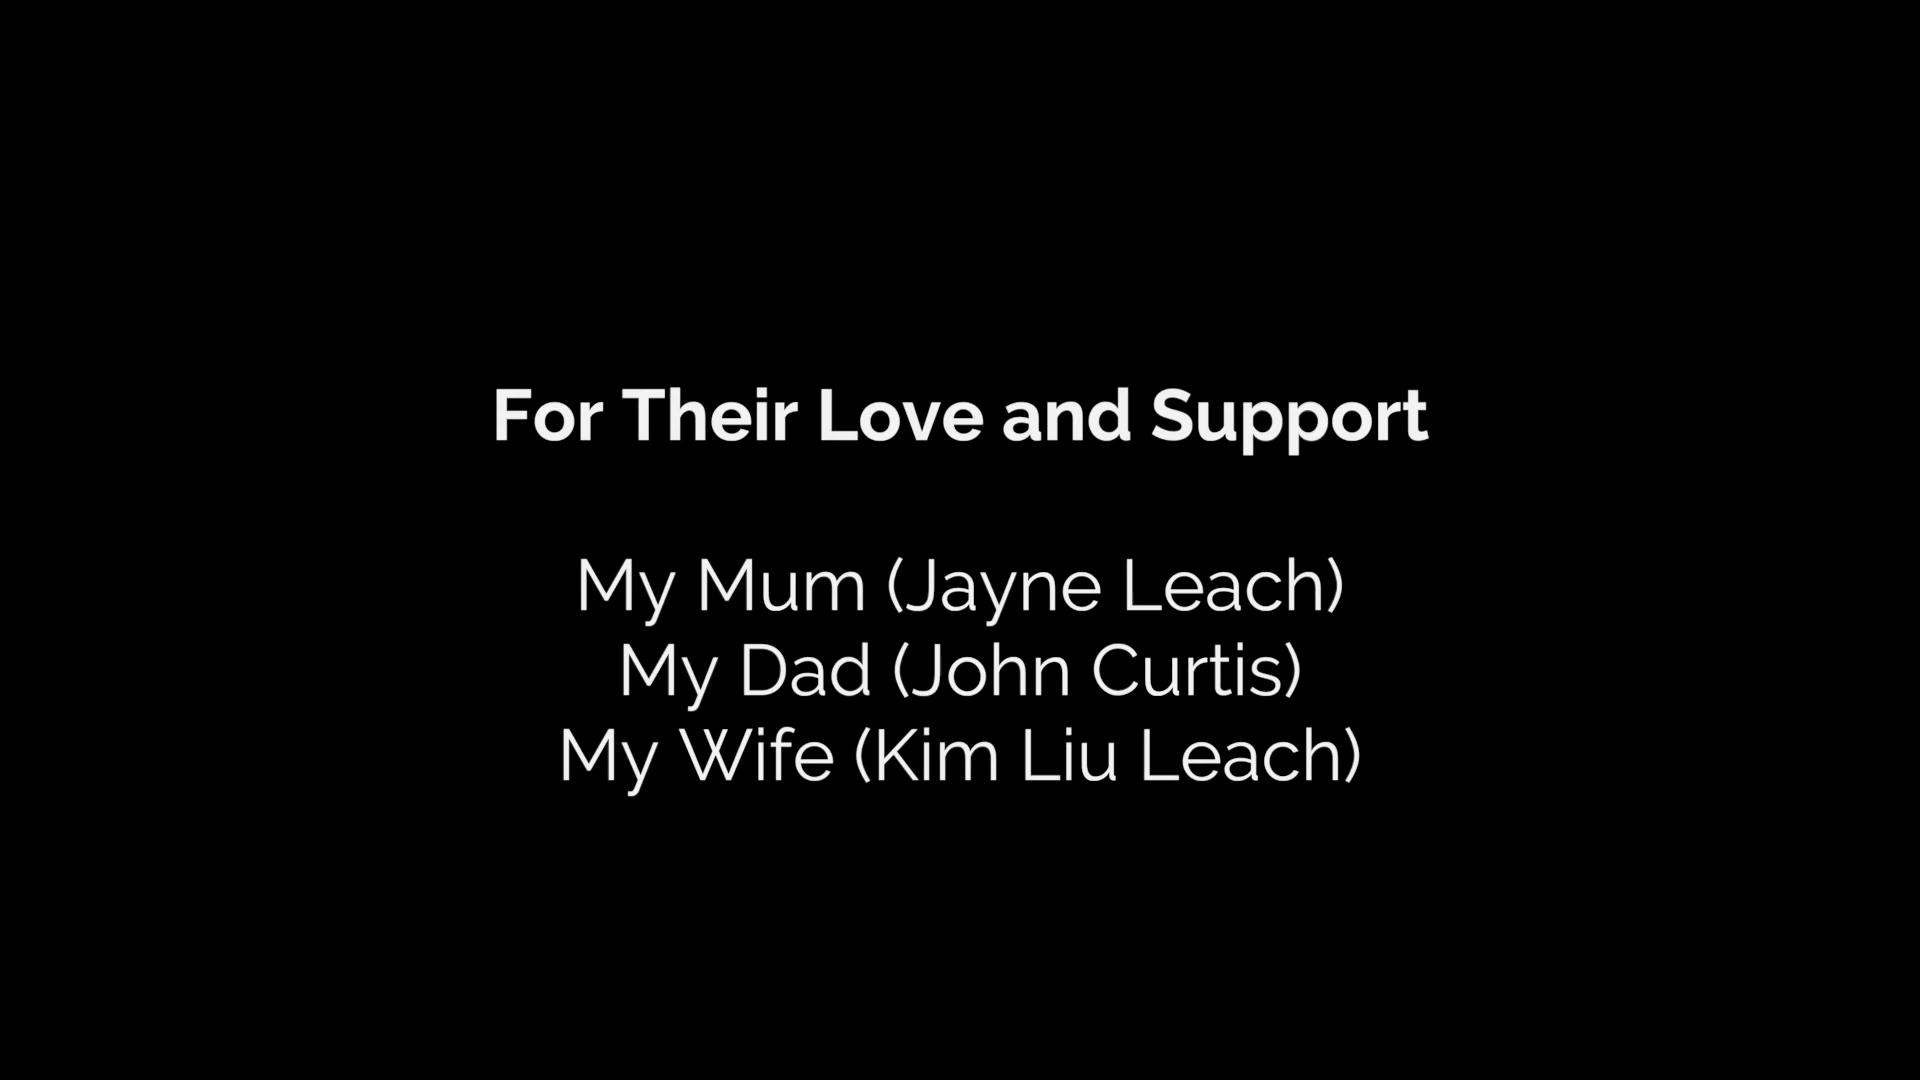 For Their Love and Support
My Mum (Jayne Leach)
My Dad (John Curtis)
My Wife (Kim Liu Leach)